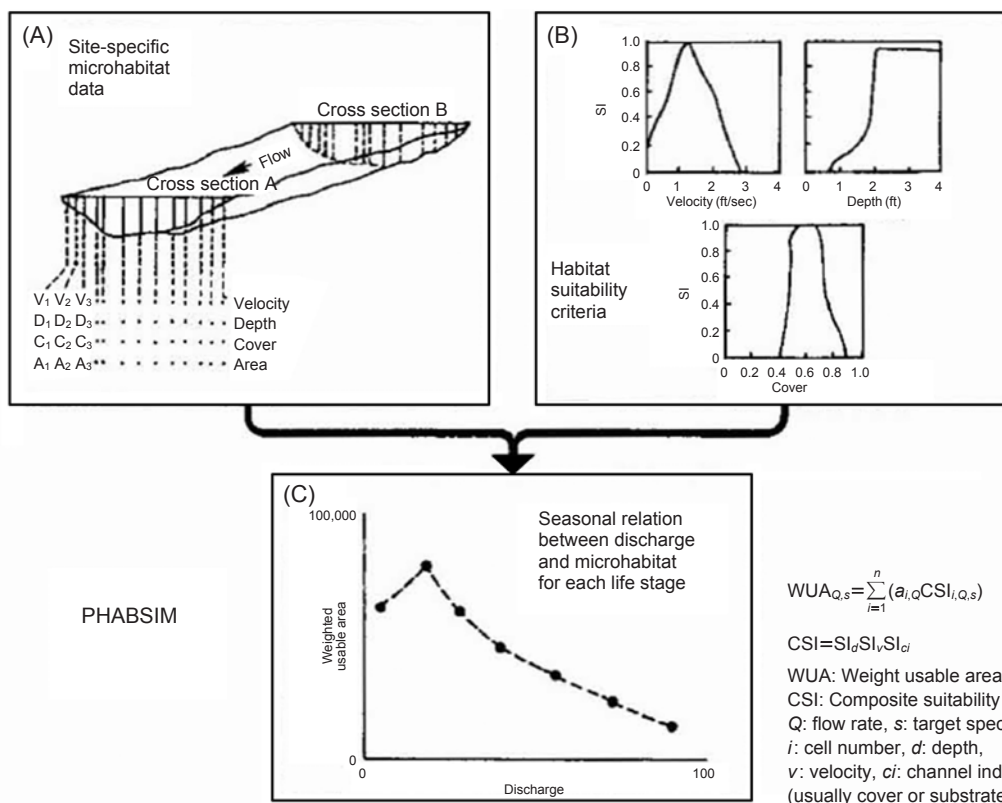 (A)
Site-specific
microhabitat
data
Cross section B
Flow
Cross section A
V1 V2 V3 Velocity
D1 D2 D3 Depth
C1 C2 C3 Cover
A1 A2 A3 Area
(B)
SI
1.0
0.8
0.6
0.4
0.2
0
0 1 2 3 4
Velocity (ft/sec)
0 2 4
Depth (ft)
Habitat
suitability
criteria
SI
1.0
0.8
0.6
0.4
0.2
0
0 0.2 0.4 0.6 0.8 1.0
Cover
(C)
100,000
Weighted
usable area
0
0 100
Discharge
Seasonal relation
between discharge
and microhabitat
for each life stage
PHABSIM
WUA_{Q,s}=∑_{i=1}^{n}(a_{i,Q}CSI_{i,Q,s})
CSI=SI_dSI_vSI_{ci}
WUA: Weight usable area
CSI: Composite suitability
Q: flow rate, s: target spec
i: cell number, d: depth,
v: velocity, ci: channel ind
(usually cover or substrate